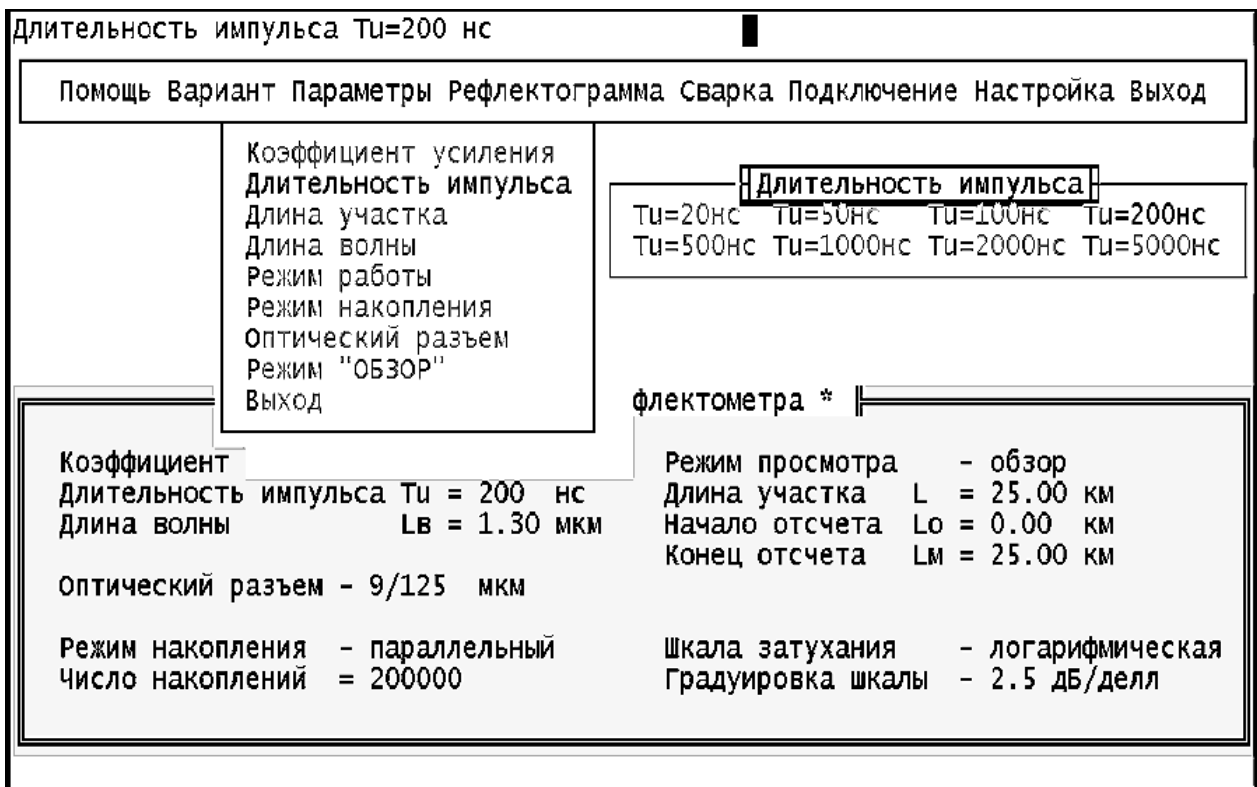 Длительность импульса Tu=200 нс
Помощь Вариант Параметры Рефлектограмма Сварка Подключение Настройка Выход
Коэффициент усиления
Длительность импульса
Длина участка
Длина волны
Режим работы
Режим накопления
Оптический разъем
Режим "ОБЗОР"
Выход
Длительность импульса
Tu=20нс Tu=50нс Tu=100нс Tu=200нс
Tu=500нс Tu=1000нс Tu=2000нс Tu=5000нс
флектометра *
Коэффициент
Длительность импульса Tu = 200 нс
Длина волны Lв = 1.30 мкм
Оптический разъем – 9/125 мкм
Режим накопления – параллельный
Число накоплений = 200000
Режим просмотра – обзор
Длина участка L = 25.00 км
Начало отсчета Lо = 0.00 км
Конец отсчета Lм = 25.00 км
Шкала затухания – логарифмическая
Градуировка шкалы – 2.5 дБ/делл